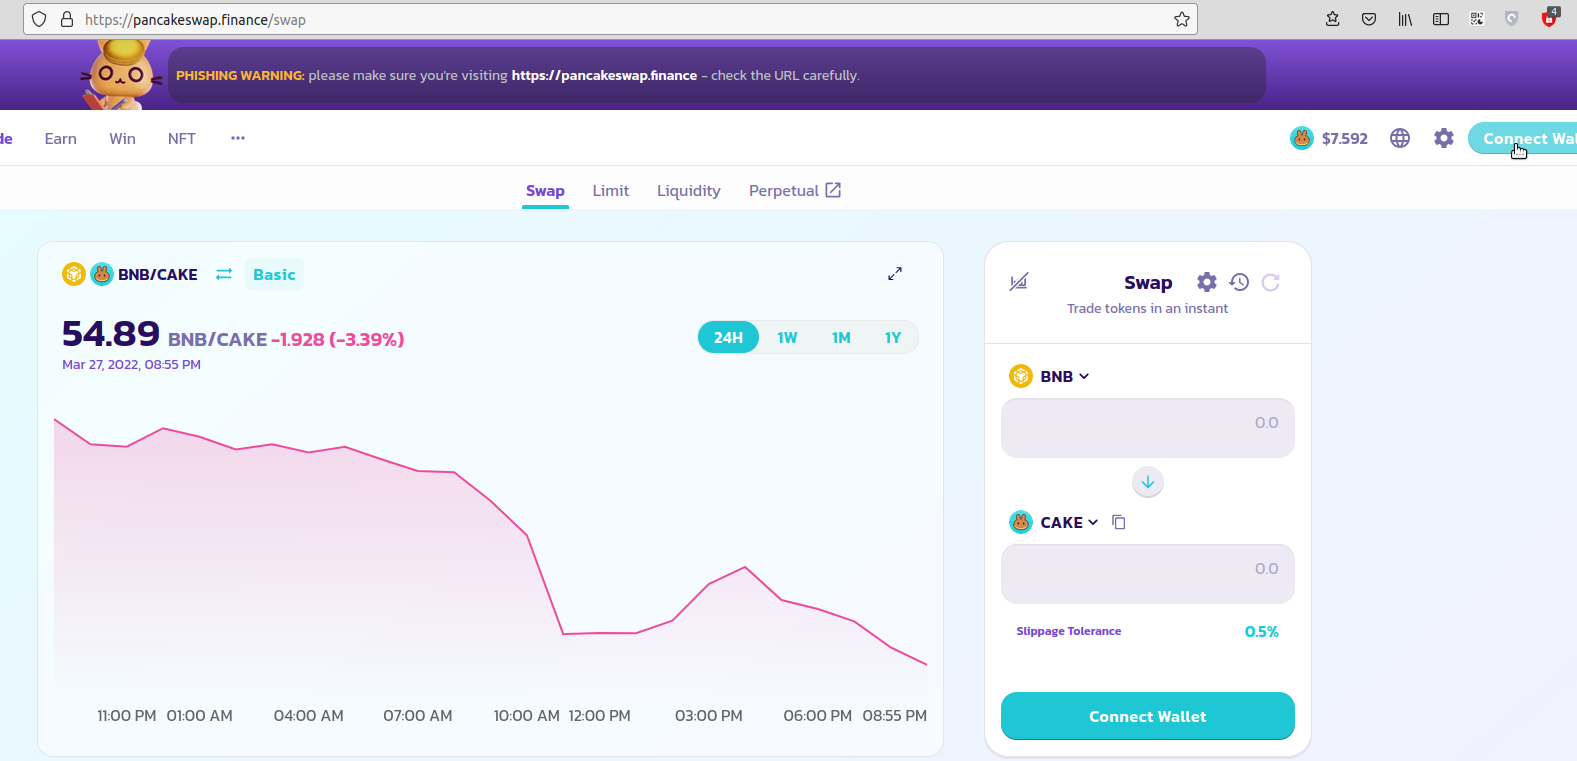 https://pancakeswap.finance/swap
4
PHISHING WARNING: please make sure you're visiting https://pancakeswap.finance - check the URL carefully.
de Earn Win NFT ··· $7.592 Connect Wal
Swap Limit Liquidity Perpetual
BNB/CAKE Basic
54.89 BNB/CAKE -1.928 (-3.39%)
Mar 27, 2022, 08:55 PM
24H 1W 1M 1Y
11:00 PM 01:00 AM 04:00 AM 07:00 AM 10:00 AM 12:00 PM 03:00 PM 06:00 PM 08:55 PM
Swap
Trade tokens in an instant
BNB
0.0
CAKE
0.0
Slippage Tolerance 0.5%
Connect Wallet